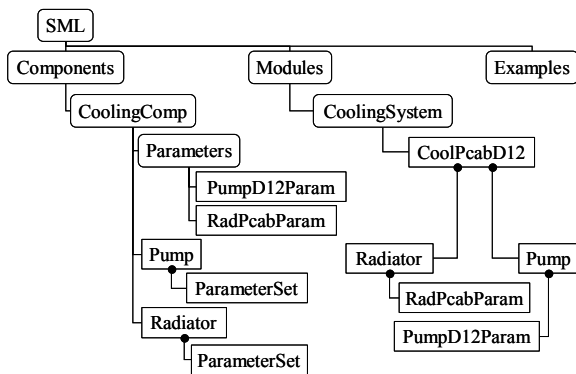 SML
Components
Modules
Examples
CoolingComp
CoolingSystem
Parameters
CoolPcabD12
PumpD12Param
RadPcabParam
Pump
Radiator
Pump
ParameterSet
RadPcabParam
Radiator
PumpD12Param
ParameterSet